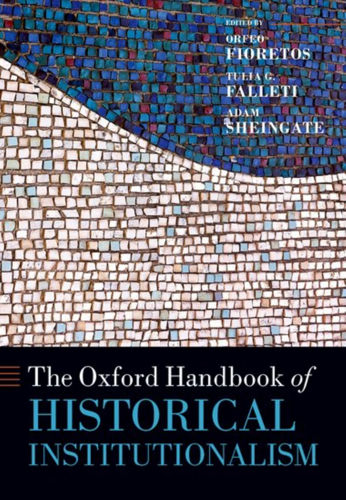 EDITED BY
ORFEO
FIORETOS
TULIA G.
FALLETI
ADAM
SHEINGATE
The Oxford Handbook of
HISTORICAL
INSTITUTIONALISM